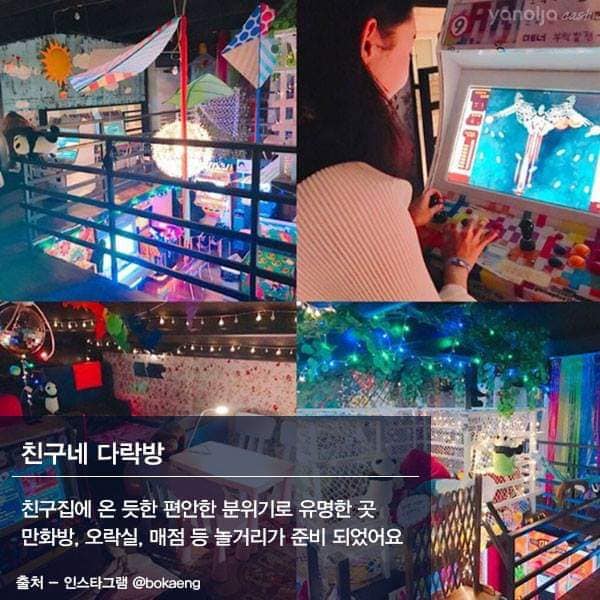 yanolja cast
9
친구네 다락방
친구집에 온 듯한 편안한 분위기로 유명한 곳
만화방, 오락실, 매점 등 놀거리가 준비 되었어요
출처 – 인스타그램 @bokaeng